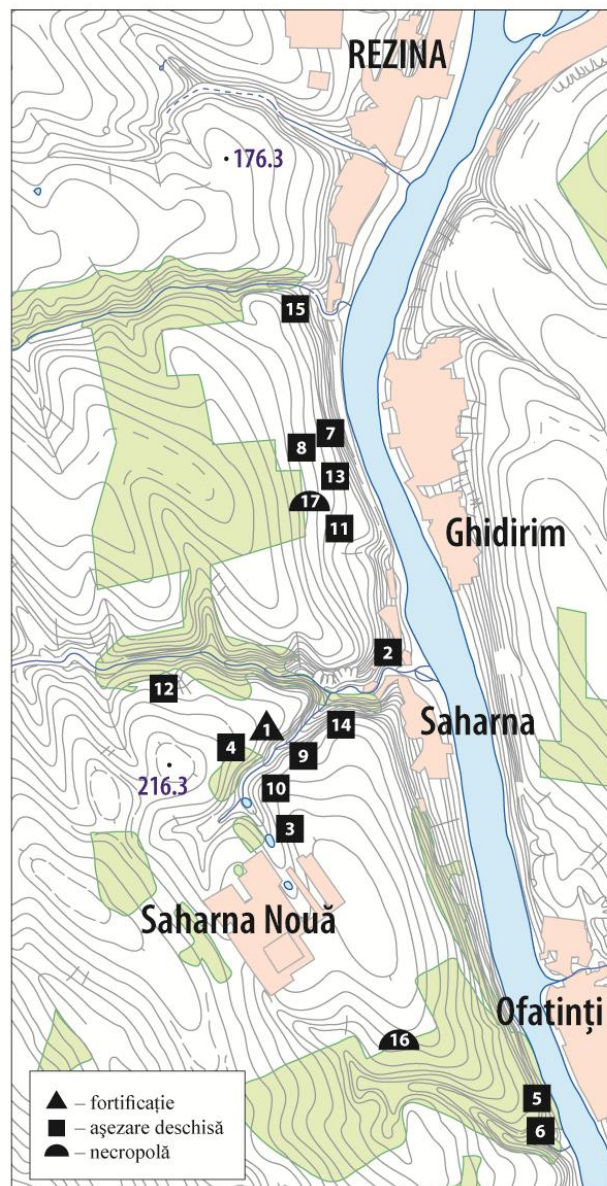 REZINA
176.3
15
7
8
13
17
11
Ghidirim
2
12
14
Saharna
1
4
9
216.3
10
3
Saharna Nouă
Ofatinți
16
5
6
– fortificație
– așezare deschisă
– necropolă